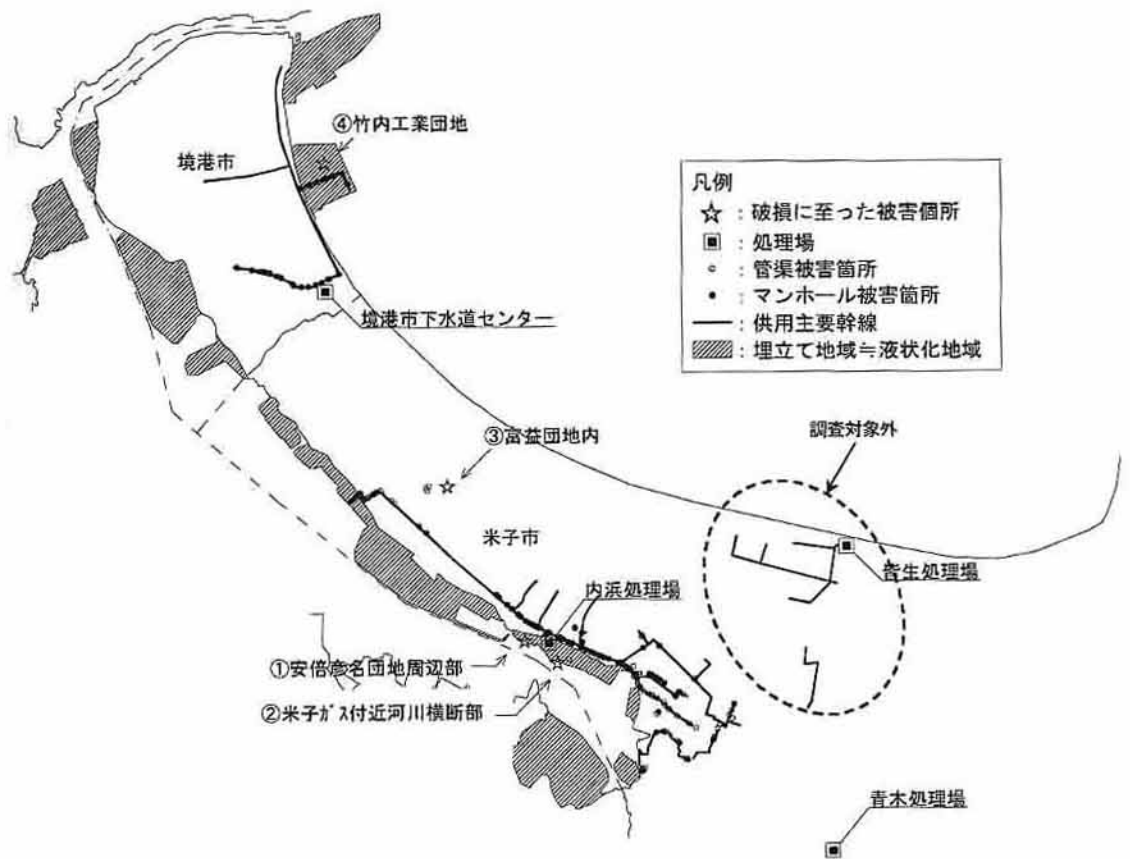 ④竹内工業団地
境港市
凡例
☆：破損に至った被害個所
：処理場
：管渠被害箇所
：マンホール被害箇所
：供用主要幹線
：埋立て地域≒液状化地域
境港市下水道センター
調査対象外
③富益団地内
米子市
皆生処理場
内浜処理場
①安倍彦名団地周辺部
②米子ガス付近河川横断部
青木処理場